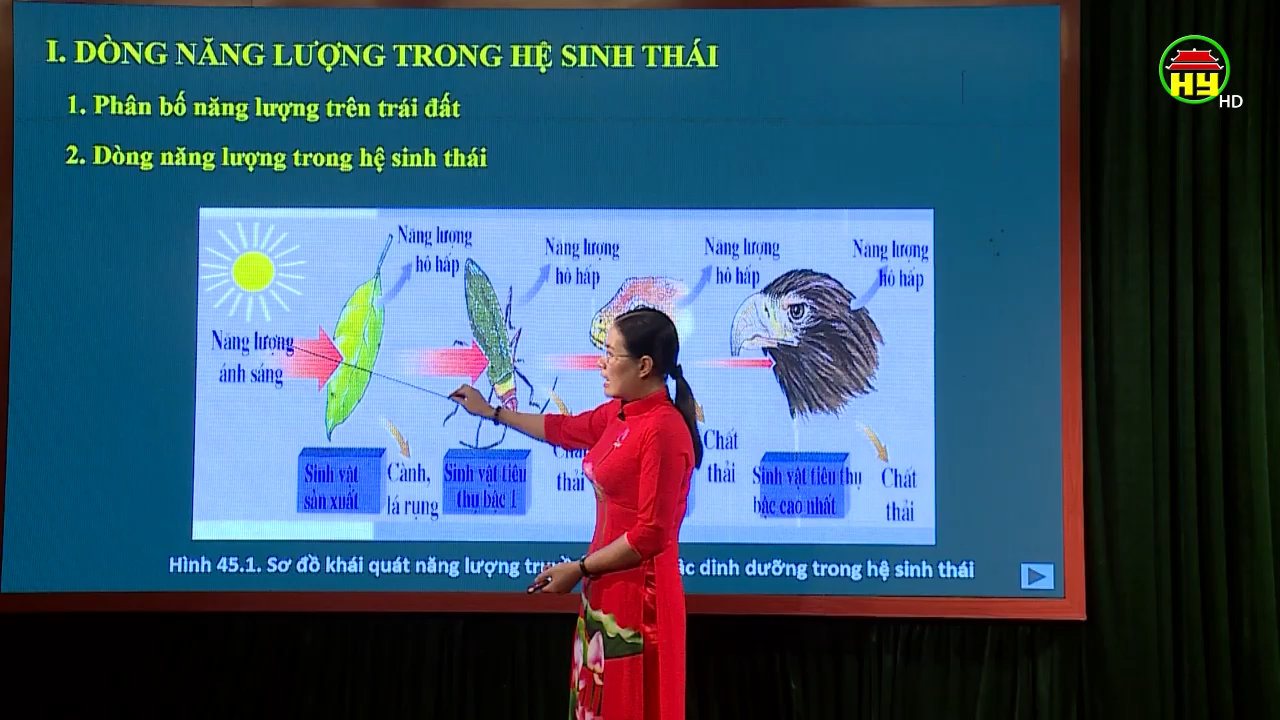 I. DÒNG NĂNG LƯỢNG TRONG HỆ SINH THÁI
HY
HD
1. Phân bố năng lượng trên trái đất
2. Dòng năng lượng trong hệ sinh thái
Năng lượng
hô hấp
Năng lượng
hô hấp
Năng lượng
hô hấp
Năng lượng
hô hấp
Năng lượng
ánh sáng
Sinh vật
sản xuất
Cành,
lá rụng
Sinh vật tiêu
thụ bậc 1
thải
Chất
thải
Sinh vật tiêu thụ
bậc cao nhất
Chất
thải
Hình 45.1. Sơ đồ khái quát năng lượng dinh dưỡng trong hệ sinh thái